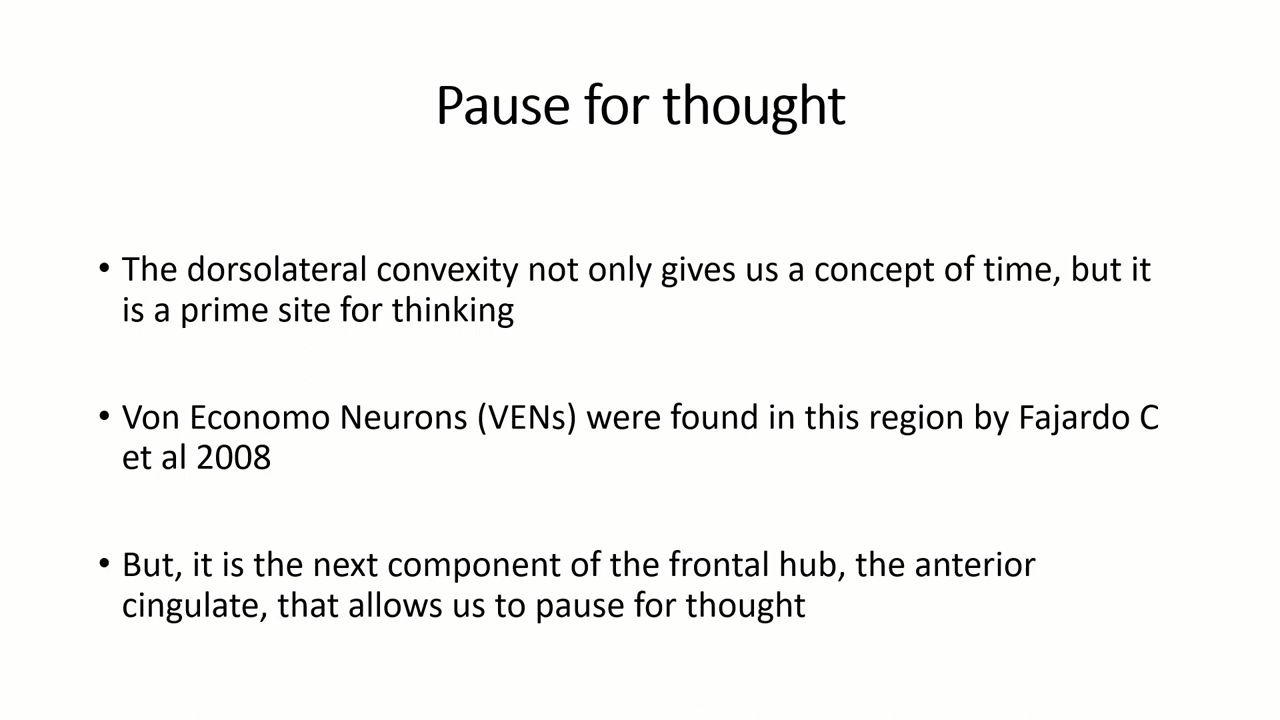 Pause for thought
• The dorsolateral convexity not only gives us a concept of time, but it
is a prime site for thinking
• Von Economo Neurons (VENs) were found in this region by Fajardo C
et al 2008
• But, it is the next component of the frontal hub, the anterior
cingulate, that allows us to pause for thought